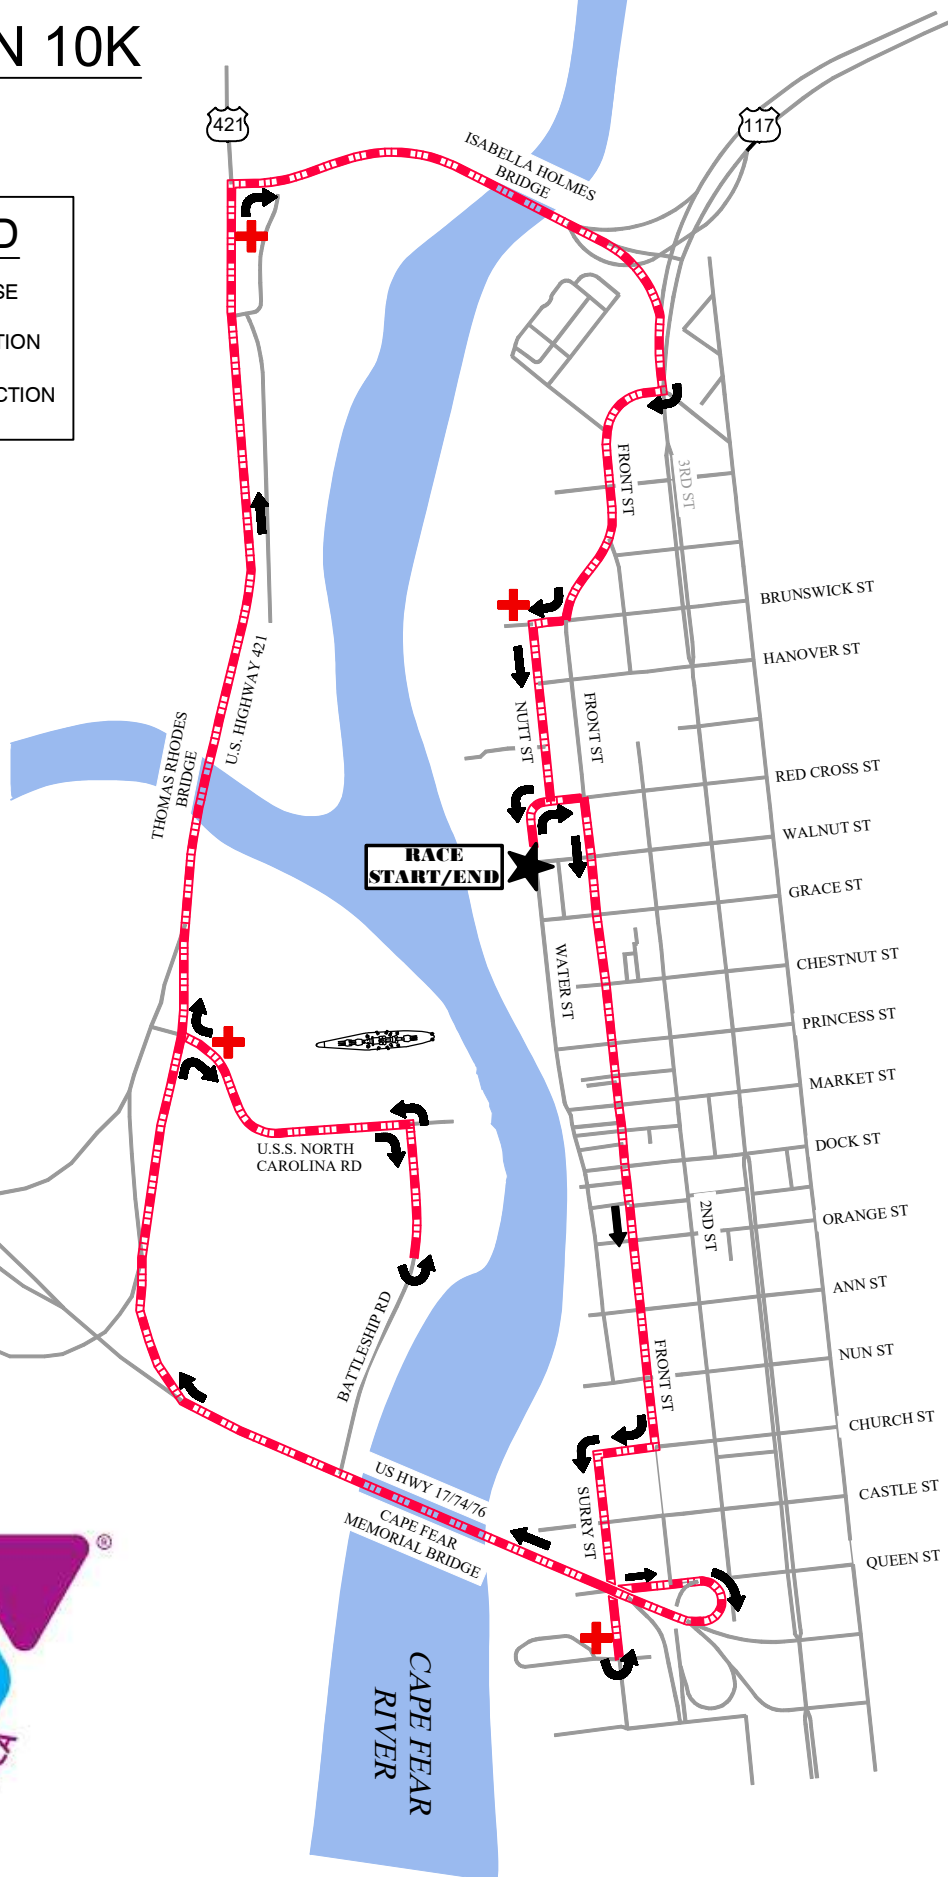 N 10K
421
117
ISABELLA HOLMES
BRIDGE
D
SE
TION
CTION
FRONT ST
3RD ST
BRUNSWICK ST
HANOVER ST
U.S. HIGHWAY 421
NUTT ST
FRONT ST
THOMAS RHODES
BRIDGE
RED CROSS ST
WALNUT ST
RACE
START/END
GRACE ST
WATER ST
CHESTNUT ST
PRINCESS ST
MARKET ST
DOCK ST
U.S.S. NORTH
CAROLINA RD
2ND ST
ORANGE ST
ANN ST
BATTLESHIP RD
NUN ST
FRONT ST
CHURCH ST
US HWY 17/74/76
CAPE FEAR
MEMORIAL BRIDGE
SURRY ST
CASTLE ST
QUEEN ST
®
CAPE FEAR
RIVER